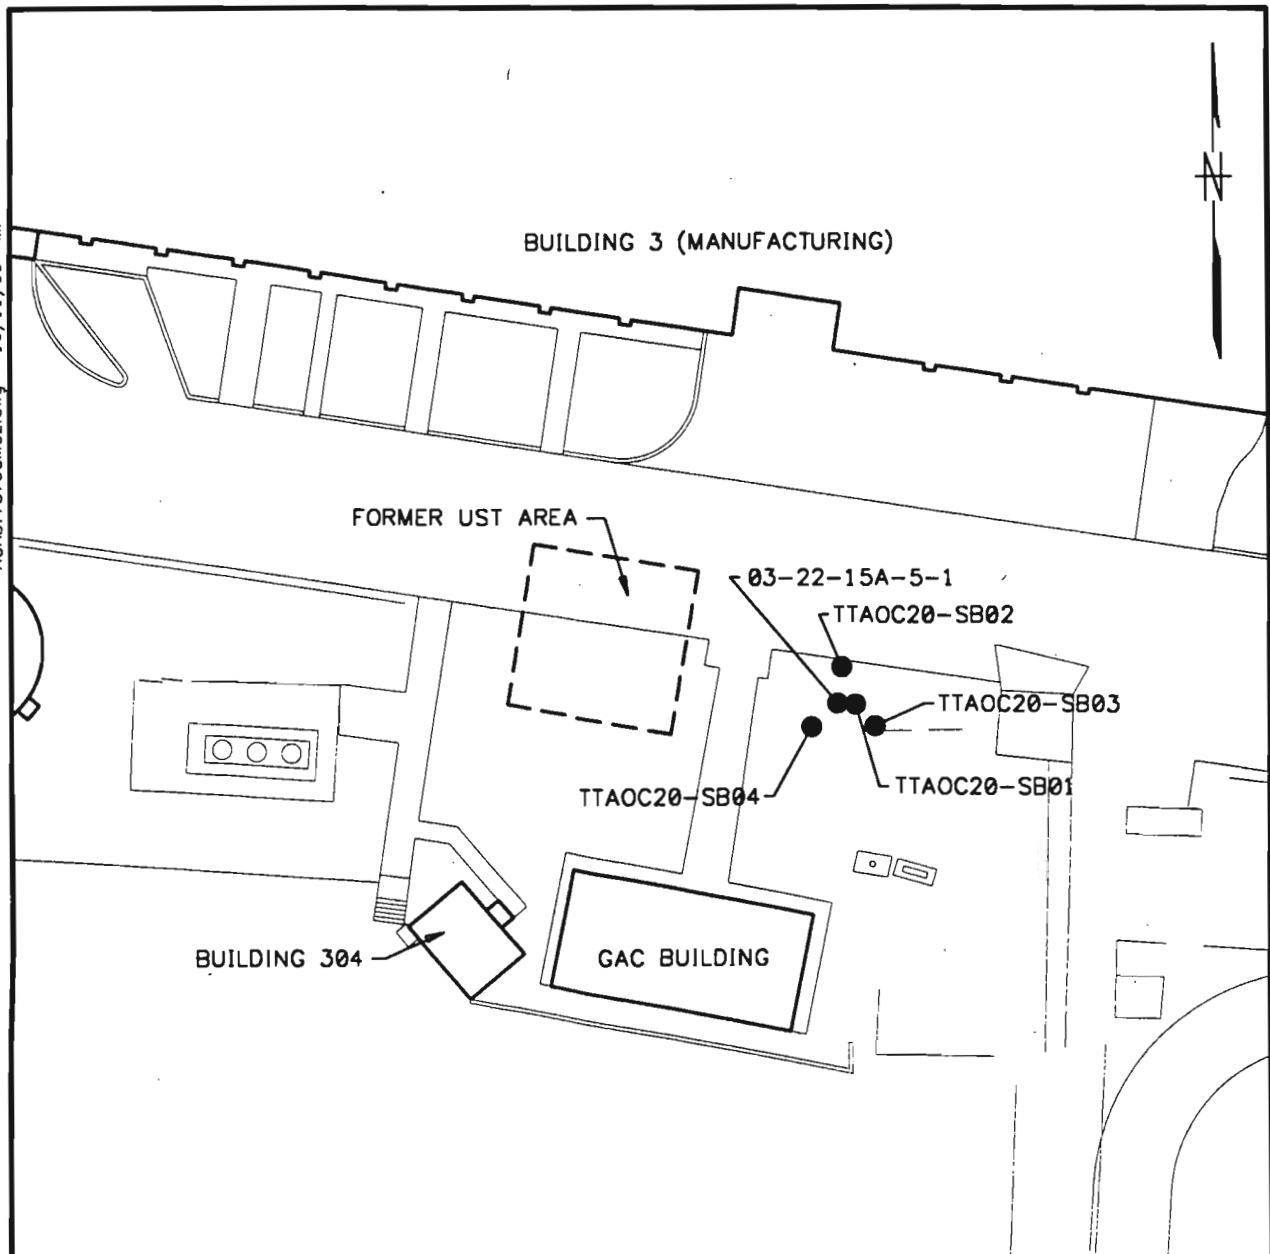 N
BUILDING 3 (MANUFACTURING)
FORMER UST AREA
03-22-15A-5-1
TTAOC20-SB02
TTAOC20-SB03
TTAOC20-SB01
TTAOC20-SB04
BUILDING 304
GAC BUILDING